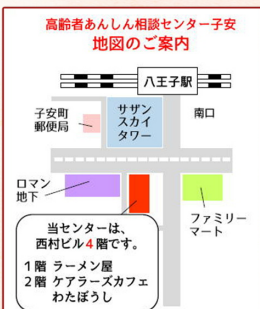 高齢者あんしん相談センター子安
地図のご案内
八王子駅
子安町
郵便局
サザン
スカイ
タワー
南口
ロマン
地下
ファミリー
マート
当センターは、
西村ビル4階です。
1階 ラーメン屋
2階 ケアラーズカフェ
わたぼうし